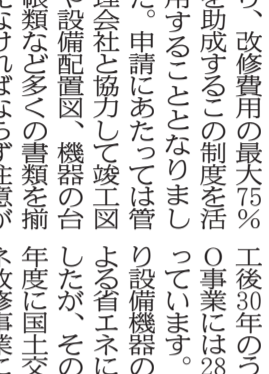 り、改修費用の最大75％
を助成するこの制度を活
用することとなりまし
た。申請にあたっては管
理会社と協力して竣工図
や設備配置図、機器の台
帳類など多くの書類を揃
えなければならず注意が
工後30年のう
Ｏ事業には28
っています。
り設備機器の
よる省エネに
したが、その
年度に国土交
ネ改修事業に